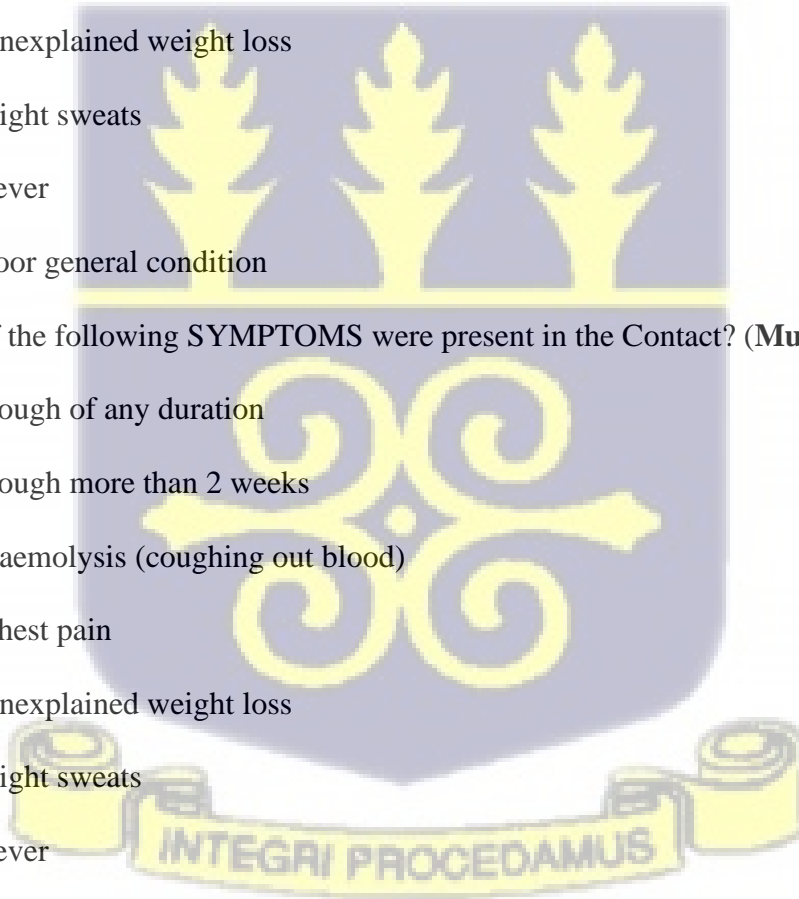 nexplained weight loss
ight sweats
ever
oor general condition
f the following SYMPTOMS were present in the Contact? (Mu
ough of any duration
ough more than 2 weeks
aemolysis (coughing out blood)
hest pain
nexplained weight loss
ight sweats
ever
INTEGRI PROCEDAMUS